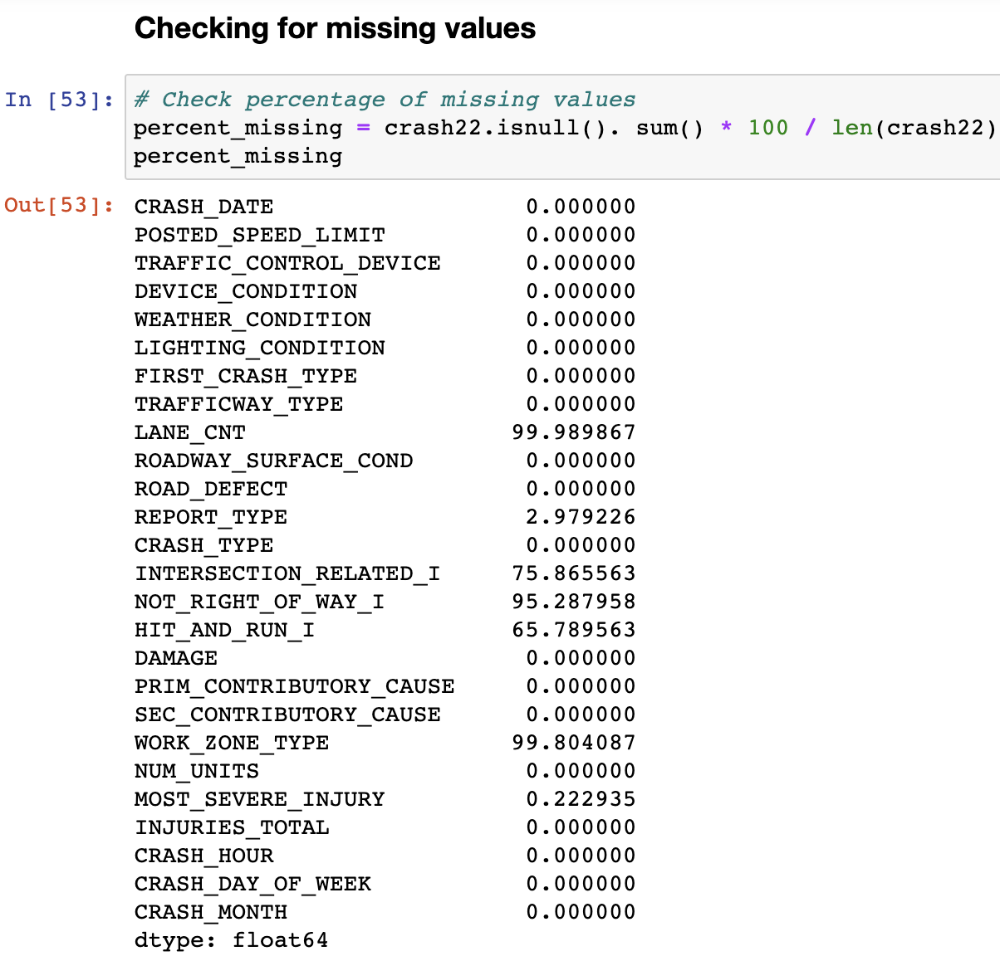 Checking for missing values
In [53]: # Check percentage of missing values
percent_missing = crash22.isnull(). sum() * 100 / len(crash22)
percent_missing
Out[53]: CRASH_DATE 0.000000
POSTED_SPEED_LIMIT 0.000000
TRAFFIC_CONTROL_DEVICE 0.000000
DEVICE_CONDITION 0.000000
WEATHER_CONDITION 0.000000
LIGHTING_CONDITION 0.000000
FIRST_CRASH_TYPE 0.000000
TRAFFICWAY_TYPE 0.000000
LANE_CNT 99.989867
ROADWAY_SURFACE_COND 0.000000
ROAD_DEFECT 0.000000
REPORT_TYPE 2.979226
CRASH_TYPE 0.000000
INTERSECTION_RELATED_I 75.865563
NOT_RIGHT_OF_WAY_I 95.287958
HIT_AND_RUN_I 65.789563
DAMAGE 0.000000
PRIM_CONTRIBUTORY_CAUSE 0.000000
SEC_CONTRIBUTORY_CAUSE 0.000000
WORK_ZONE_TYPE 99.804087
NUM_UNITS 0.000000
MOST_SEVERE_INJURY 0.222935
INJURIES_TOTAL 0.000000
CRASH_HOUR 0.000000
CRASH_DAY_OF_WEEK 0.000000
CRASH_MONTH 0.000000
dtype: float64